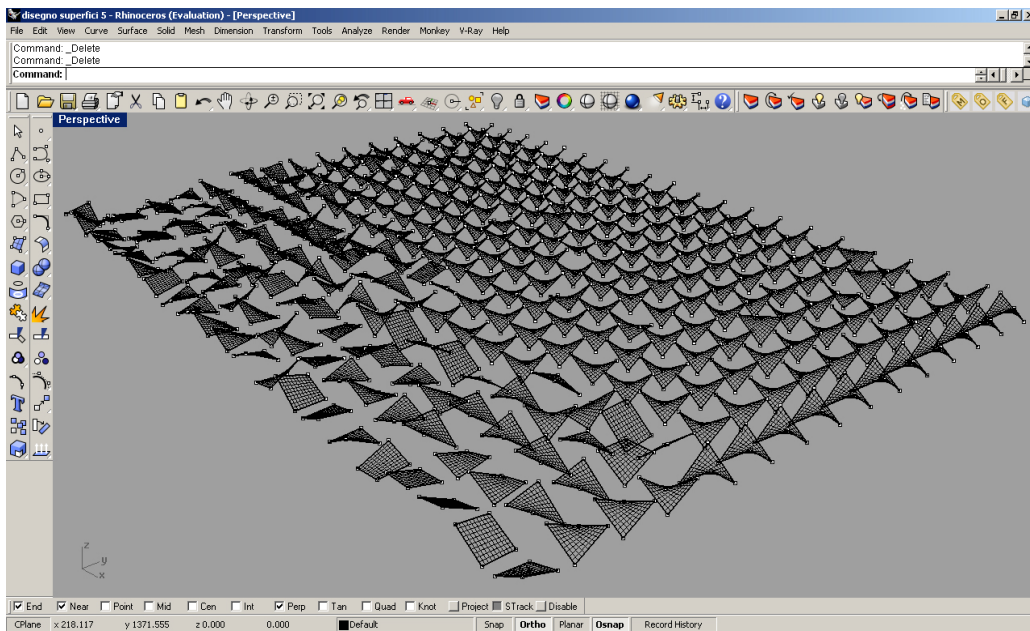 disegno superfici 5 - Rhinoceros (Evaluation) - [Perspective]
File Edit View Curve Surface Solid Mesh Dimension Transform Tools Analyze Render Monkey V-Ray Help
Command: _Delete
Command: _Delete
Command:
Perspective
z
y
x
End Near Point Mid Cen Int Perp Tan Quad Knot Project STrack Disable
CPlane x 218.117 y 1371.555 z 0.000 0.000 Default Snap Ortho Planar Osnap Record History